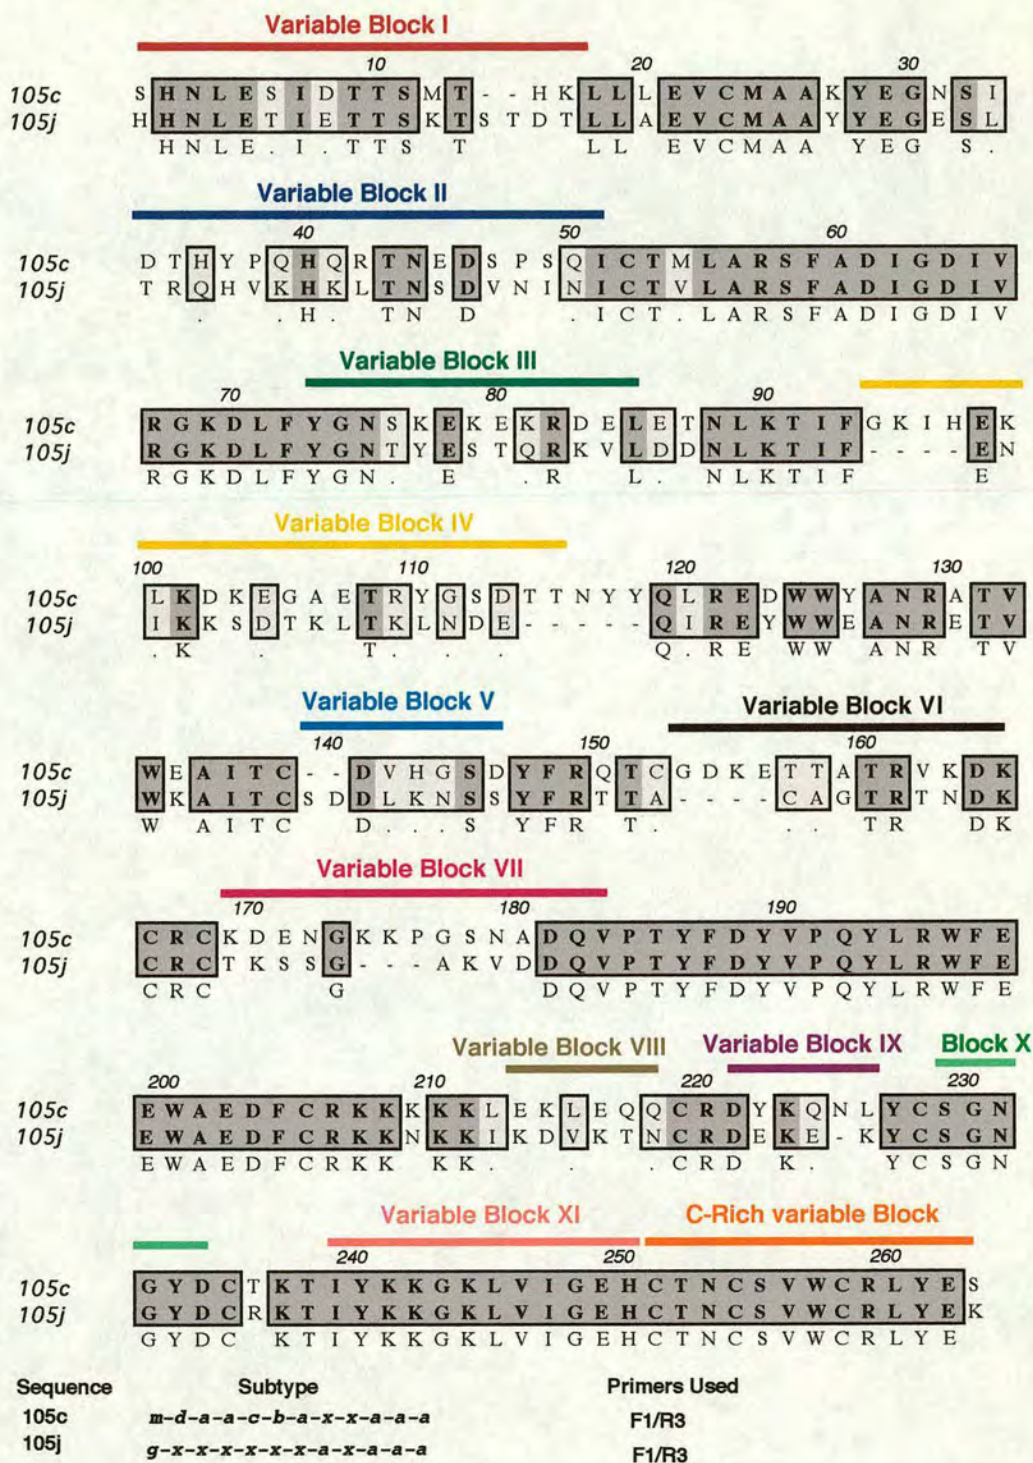 Variable Block I
10 20 30
105c S H N L E S I D T T S M T - - H K L L L E V C M A A K Y E G N S I
105j H H N L E T I E T T S K T S T D T L L A E V C M A A Y Y E G E S L
H N L E . I . T T S T L L E V C M A A Y E G S .
Variable Block II
40 50 60
105c D T H Y P Q H Q R T N E D S P S Q I C T M L A R S F A D I G D I V
105j T R Q H V K H K L T N S D V N I N I C T V L A R S F A D I G D I V
. . H . T N D . I C T . L A R S F A D I G D I V
Variable Block III
70 80 90
105c R G K D L F Y G N S K E K E K R D E L E T N L K T I F G K I H E K
105j R G K D L F Y G N T Y E S T Q R K V L D D N L K T I F - - - - E N
R G K D L F Y G N . E . R L . N L K T I F E
Variable Block IV
100 110 120 130
105c L K D K E G A E T R Y G S D T T N Y Y Q L R E D W W Y A N R A T V
105j I K K S D T K L T K L N D E - - - - - Q I R E Y W W E A N R E T V
. K . T . . . Q . R E W W A N R T V
Variable Block V Variable Block VI
140 150 160
105c W E A I T C - - D V H G S D Y F R Q T C G D K E T T A T R V K D K
105j W K A I T C S D D L K N S S Y F R T T A - - - - C A G T R T N D K
W A I T C D . . . S Y F R T . . . T R D K
Variable Block VII
170 180 190
105c C R C K D E N G K K P G S N A D Q V P T Y F D Y V P Q Y L R W F E
105j C R C T K S S G - - - A K V D D Q V P T Y F D Y V P Q Y L R W F E
C R C G D Q V P T Y F D Y V P Q Y L R W F E
Variable Block VIII Variable Block IX Block X
200 210 220 230
105c E W A E D F C R K K K K K L E K L E Q Q C R D Y K Q N L Y C S G N
105j E W A E D F C R K K N K K I K D V K T N C R D E K E - K Y C S G N
E W A E D F C R K K K K . . . C R D K . Y C S G N
Variable Block XI C-Rich variable Block
240 250 260
105c G Y D C T K T I Y K K G K L V I G E H C T N C S V W C R L Y E S
105j G Y D C R K T I Y K K G K L V I G E H C T N C S V W C R L Y E K
G Y D C K T I Y K K G K L V I G E H C T N C S V W C R L Y E
Sequence Subtype Primers Used
105c m-d-a-a-c-b-a-x-x-a-a-a F1/R3
105j g-x-x-x-x-x-x-a-x-a-a-a F1/R3